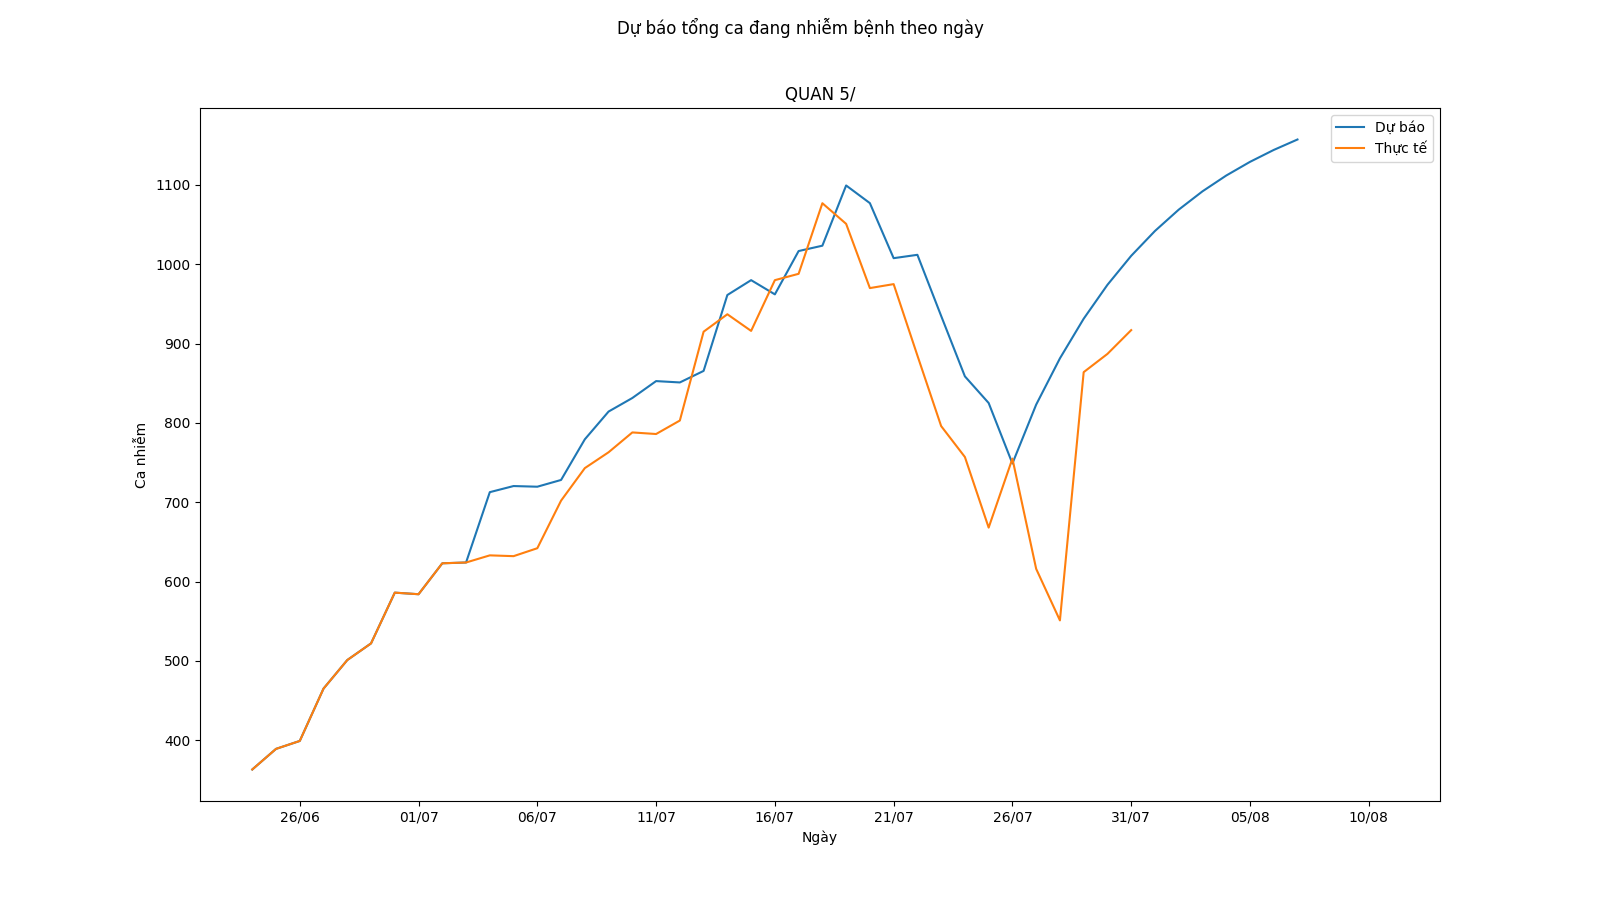 Dự báo tổng ca đang nhiễm bệnh theo ngày
QUAN 5/
Dự báo
Thực tế
Ca nhiễm
1100
1000
900
800
700
600
500
400
26/06 01/07 06/07 11/07 16/07 21/07 26/07 31/07 05/08 10/08
Ngày